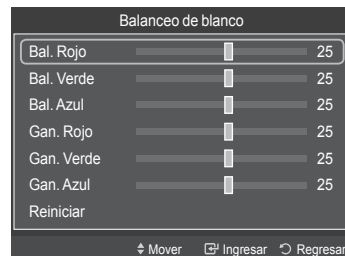 Balanceo de blanco
Bal. Rojo 25
Bal. Verde 25
Bal. Azul 25
Gan. Rojo 25
Gan. Verde 25
Gan. Azul 25
Reiniciar
Mover Ingresar Regresar